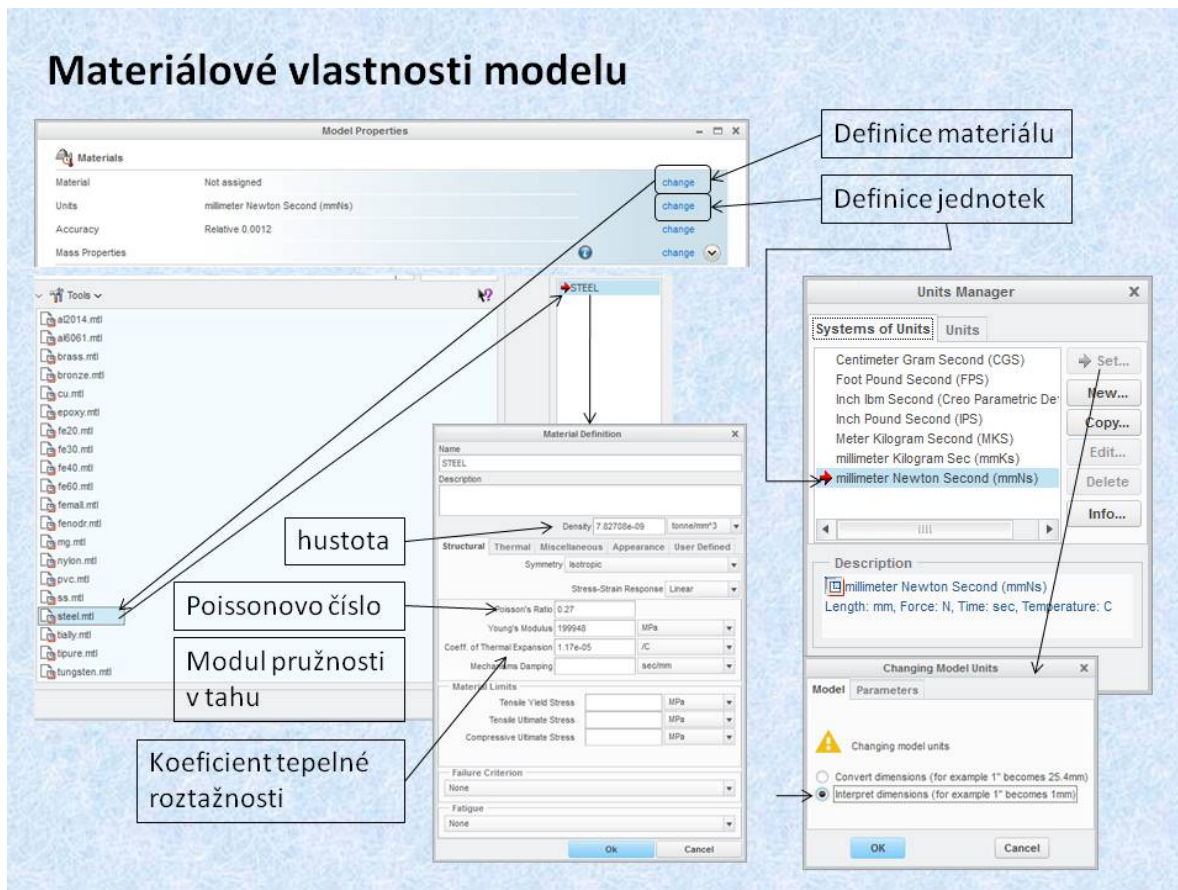 Materiálové vlastnosti modelu
Model Properties
Materials
Material Not assigned change
Units millimeter Newton Second (mmNs) change
Accuracy Relative 0.0012 change
Mass Properties change
Definice materiálu
Definice jednotek
Tools
al2014.mtl
al6061.mtl
brass.mtl
bronze.mtl
cu.mtl
epoxy.mtl
fe20.mtl
fe30.mtl
fe40.mtl
fe60.mtl
femall.mtl
fenodr.mtl
mg.mtl
nylon.mtl
pvc.mtl
ss.mtl
steel.mtl
tially.mtl
tipure.mtl
tungsten.mtl
STEEL
hustota
Poissonovo číslo
Modul pružnosti
v tahu
Koeficient tepelné
roztažnosti
Material Definition
Name
STEEL
Description
Density 7.82708e-09 tonne/mm^3
Structural Thermal Miscellaneous Appearance User Defined
Symmetry Isotropic
Stress-Strain Response Linear
Poisson's Ratio 0.27
Young's Modulus 199948 MPa
Coeff. of Thermal Expansion 1.17e-05 /C
Mechanisms Damping sec/mm
Material Limits
Tensile Yield Stress MPa
Tensile Ultimate Stress MPa
Compressive Ultimate Stress MPa
Failure Criterion
None
Fatigue
None
Ok Cancel
Units Manager
Systems of Units Units
Centimeter Gram Second (CGS)
Foot Pound Second (FPS)
Inch lbm Second (Creo Parametric De
Inch Pound Second (IPS)
Meter Kilogram Second (MKS)
millimeter Kilogram Sec (mmKs)
millimeter Newton Second (mmNs)
Set...
New...
Copy...
Edit...
Delete
Info...
Description
millimeter Newton Second (mmNs)
Length: mm, Force: N, Time: sec, Temperature: C
Changing Model Units
Model Parameters
Changing model units
Convert dimensions (for example 1" becomes 25.4mm)
Interpret dimensions (for example 1" becomes 1mm)
OK Cancel